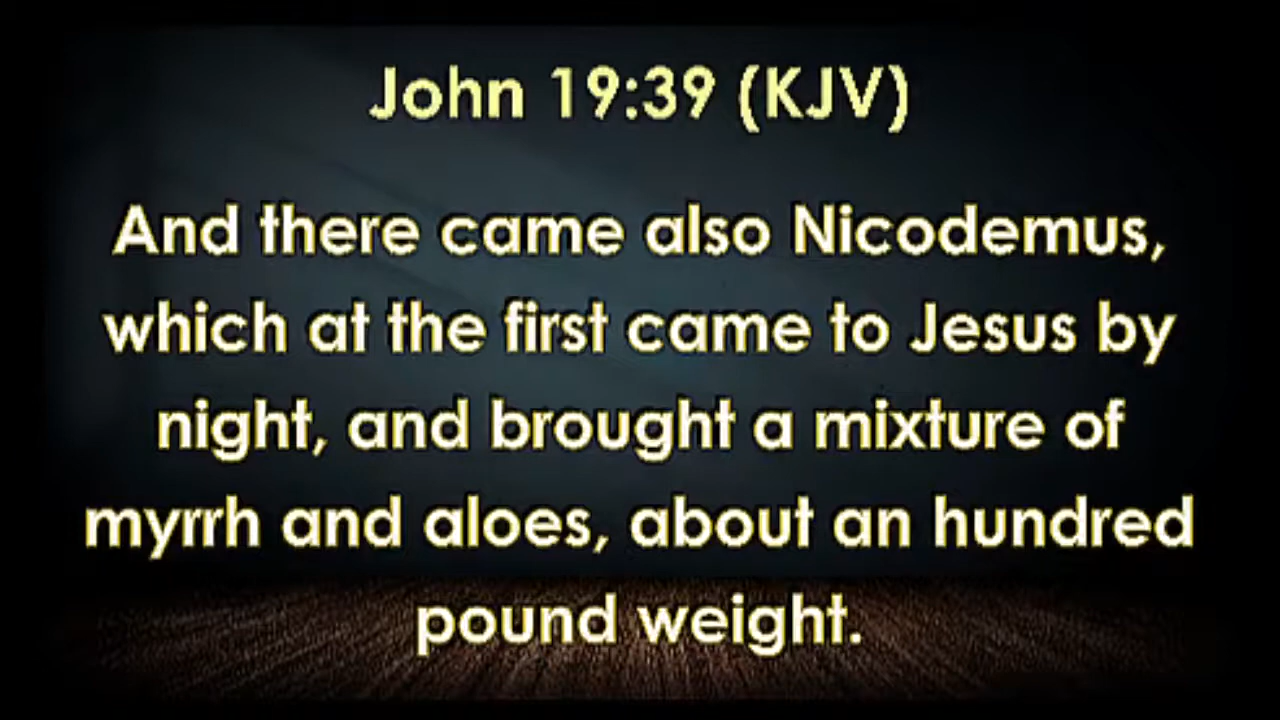 John 19:39 (KJV)
And there came also Nicodemus,
which at the first came to Jesus by
night, and brought a mixture of
myrrh and aloes, about an hundred
pound weight.